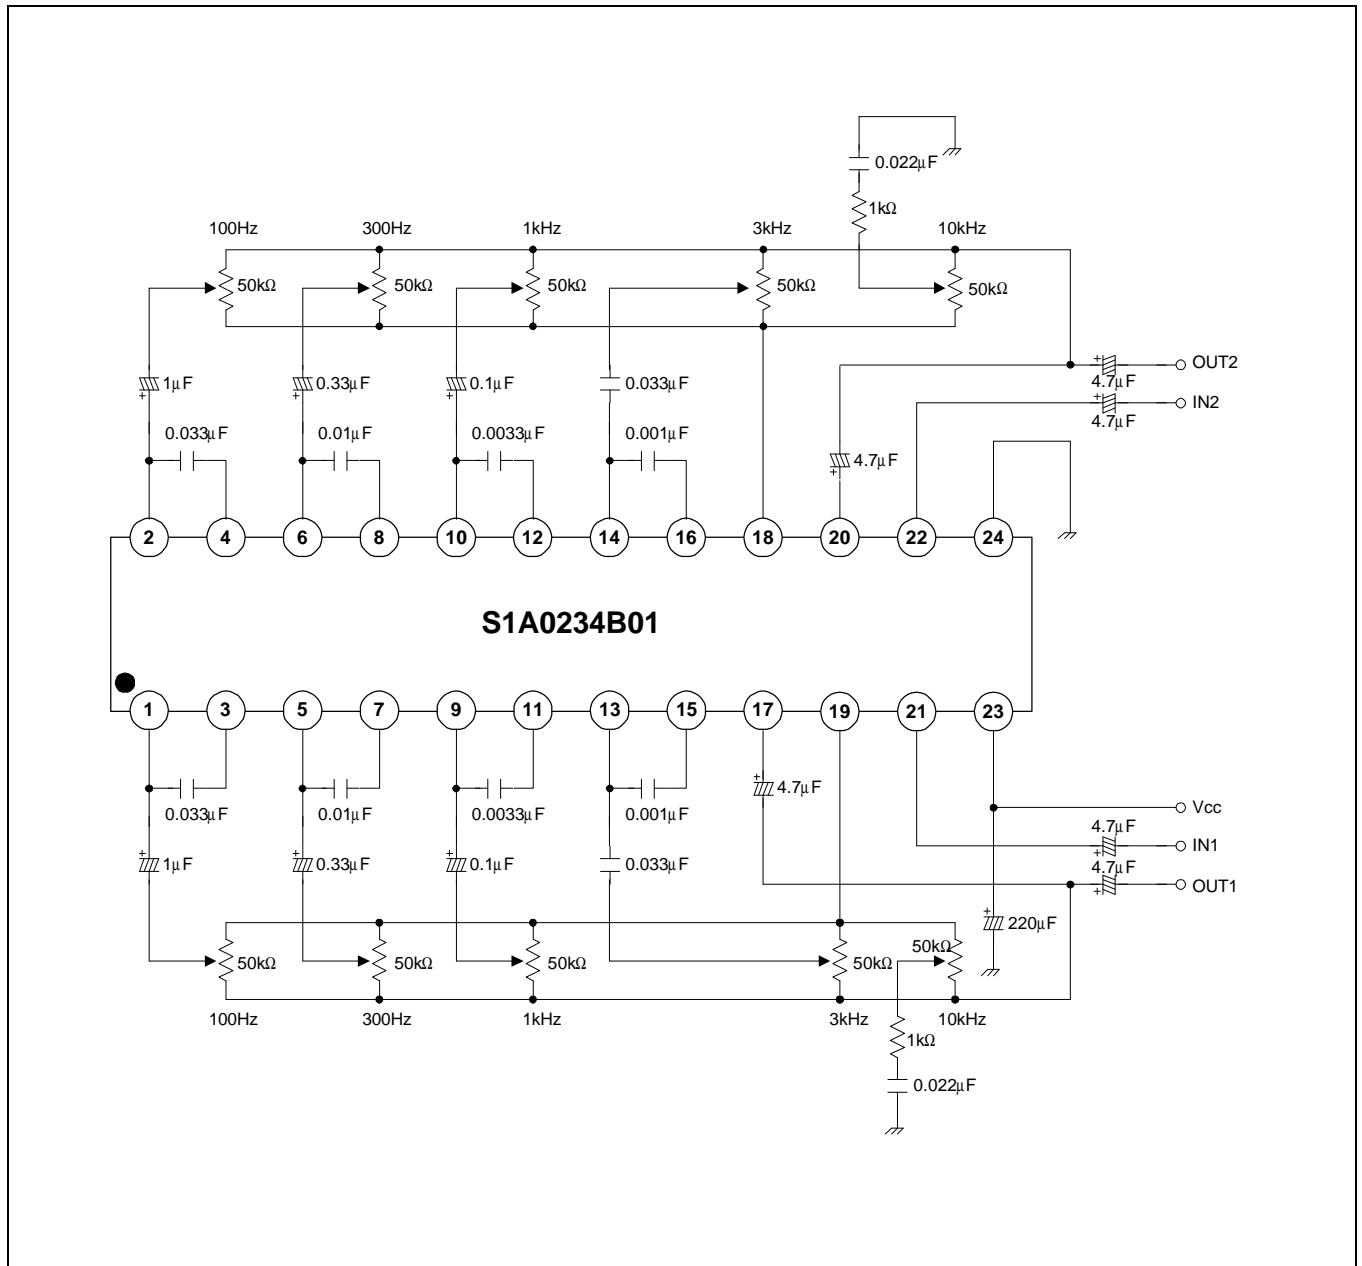 0.022μF
1kΩ
100Hz 300Hz 1kHz 3kHz 10kHz
50kΩ 50kΩ 50kΩ 50kΩ 50kΩ
+ OUT2
4.7μF
1μF 0.33μF 0.1μF 0.033μF
+ + + + IN2
4.7μF
0.033μF 0.01μF 0.0033μF 0.001μF
4.7μF
+
2 4 6 8 10 12 14 16 18 20 22 24
S1A0234B01
1 3 5 7 9 11 13 15 17 19 21 23
+
4.7μF
0.033μF 0.01μF 0.0033μF 0.001μF Vcc
4.7μF
+ + + + IN1
1μF 0.33μF 0.1μF 0.033μF
4.7μF
+ OUT1
+
220μF
50kΩ
50kΩ 50kΩ 50kΩ 50kΩ
100Hz 300Hz 1kHz 3kHz 10kHz
1kΩ
0.022μF